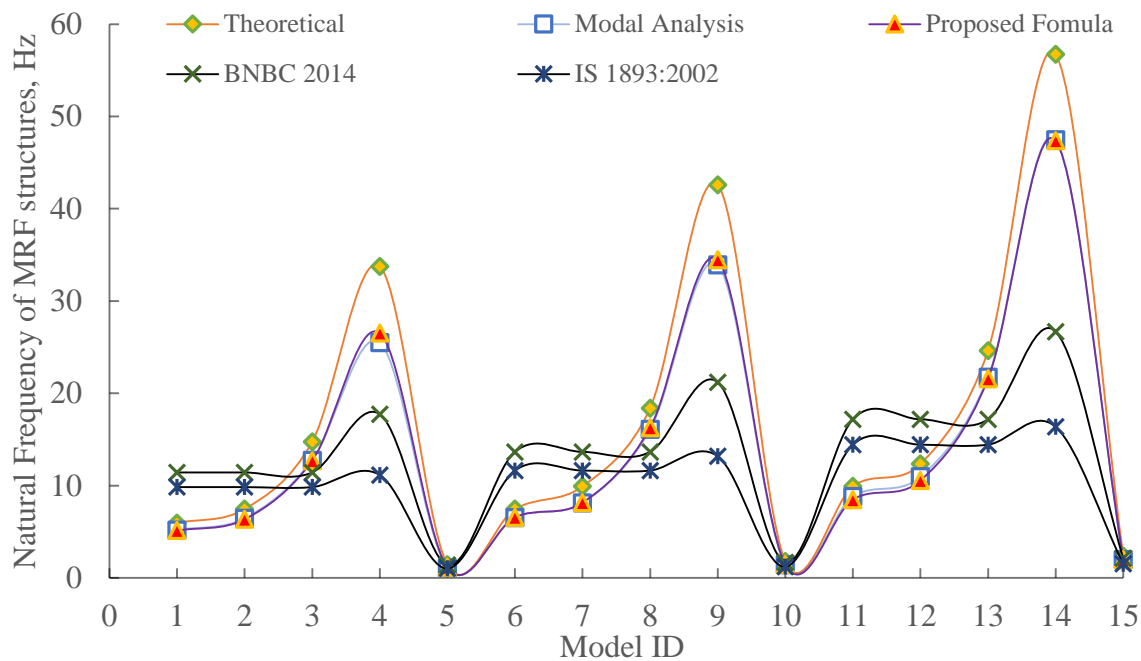 Natural Frequency of MRF structures, Hz
60
50
40
30
20
10
0
Theoretical
Modal Analysis
Proposed Fomula
BNBC 2014
IS 1893:2002
0 1 2 3 4 5 6 7 8 9 10 11 12 13 14 15
Model ID